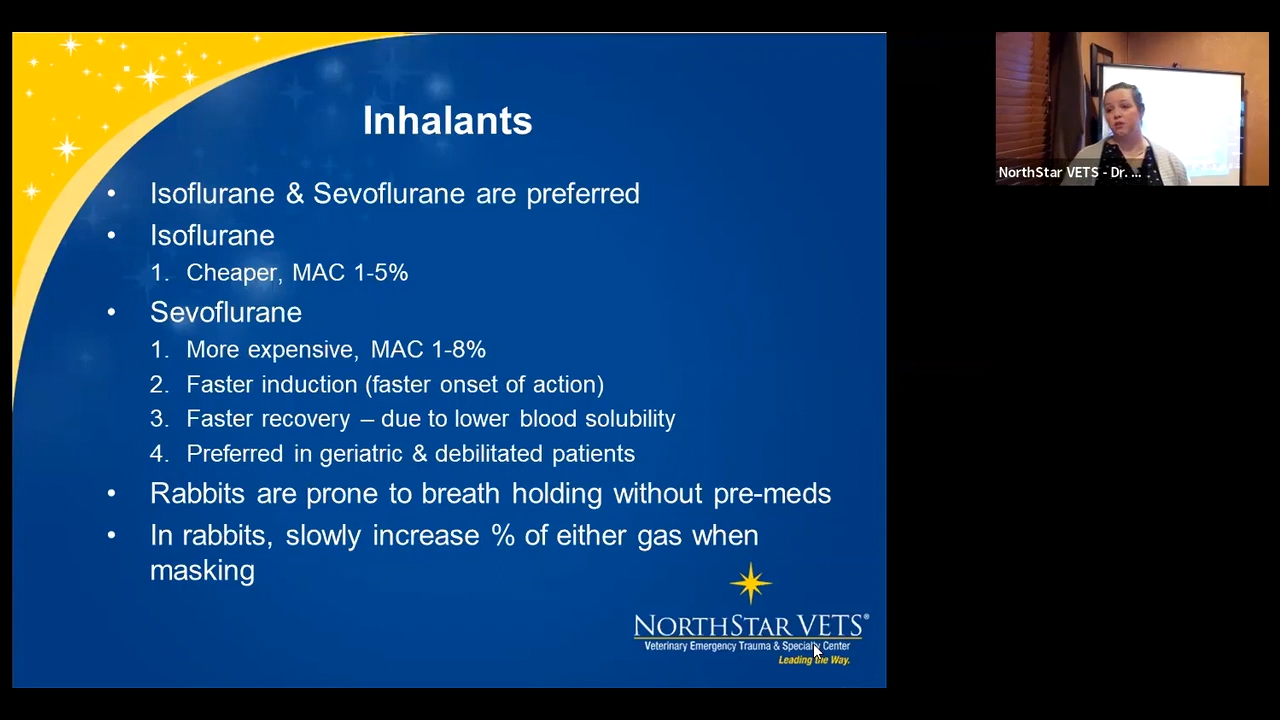 Inhalants
• Isoflurane & Sevoflurane are preferred
• Isoflurane
1. Cheaper, MAC 1-5%
• Sevoflurane
1. More expensive, MAC 1-8%
2. Faster induction (faster onset of action)
3. Faster recovery – due to lower blood solubility
4. Preferred in geriatric & debilitated patients
• Rabbits are prone to breath holding without pre-meds
• In rabbits, slowly increase % of either gas when
masking
NORTHSTAR VETS®
Veterinary Emergency Trauma & Specialty Center
Leading the Way.
NorthStar VETS - Dr. ...